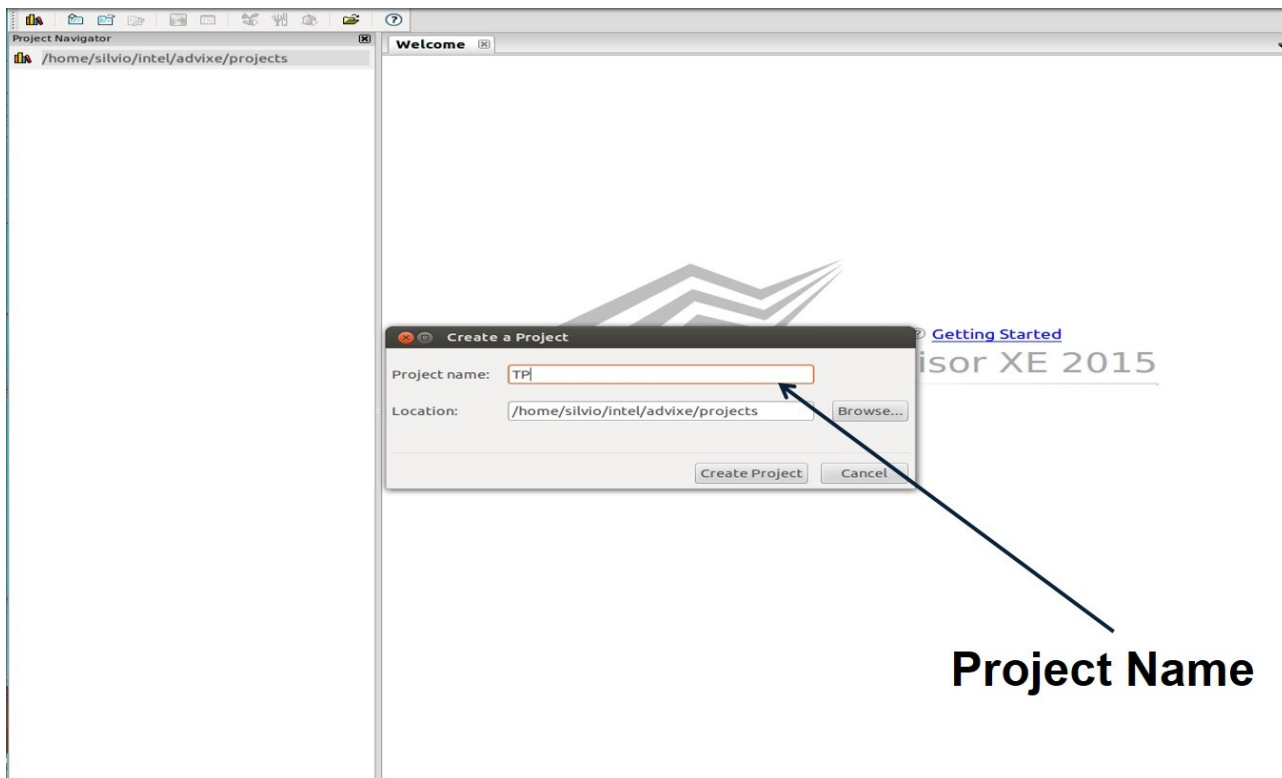 Project Navigator
/home/silvio/intel/advixe/projects
Welcome
Getting Started
isor XE 2015
Create a Project
Project name:
TP
Location:
/home/silvio/intel/advixe/projects
Browse...
Create Project
Cancel
Project Name